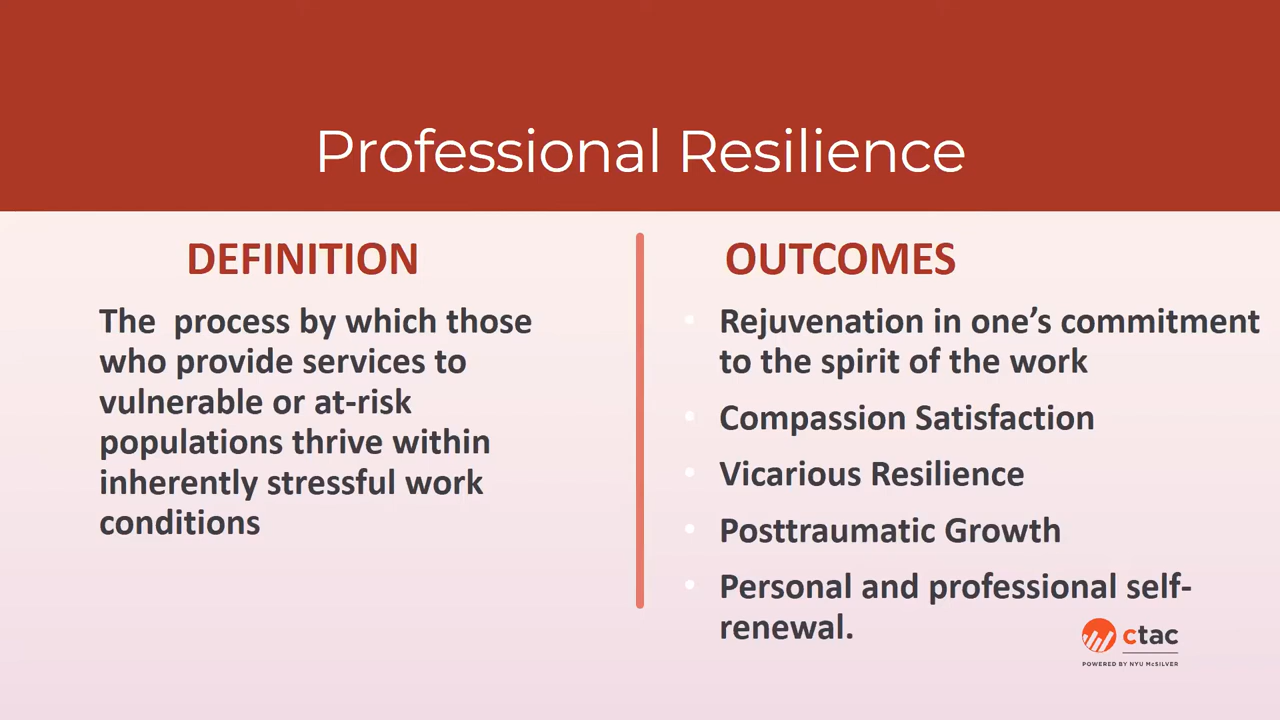 Professional Resilience
DEFINITION
The  process by which those
who provide services to
vulnerable or at-risk
populations thrive within
inherently stressful work
conditions
OUTCOMES
• Rejuvenation in one’s commitment
to the spirit of the work
• Compassion Satisfaction
• Vicarious Resilience
• Posttraumatic Growth
• Personal and professional self-
renewal.
ctac
POWERED BY NYU McSILVER